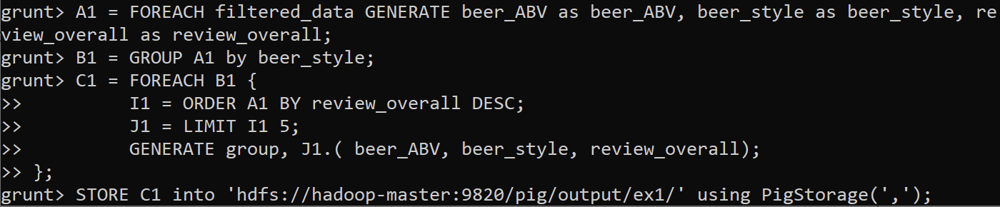 grunt> A1 = FOREACH filtered_data GENERATE beer_ABV as beer_ABV, beer_style as beer_style, re
view_overall as review_overall;
grunt> B1 = GROUP A1 by beer_style;
grunt> C1 = FOREACH B1 {
>>          I1 = ORDER A1 BY review_overall DESC;
>>          J1 = LIMIT I1 5;
>>          GENERATE group, J1.( beer_ABV, beer_style, review_overall);
>> };
grunt> STORE C1 into 'hdfs://hadoop-master:9820/pig/output/ex1/' using PigStorage(',');